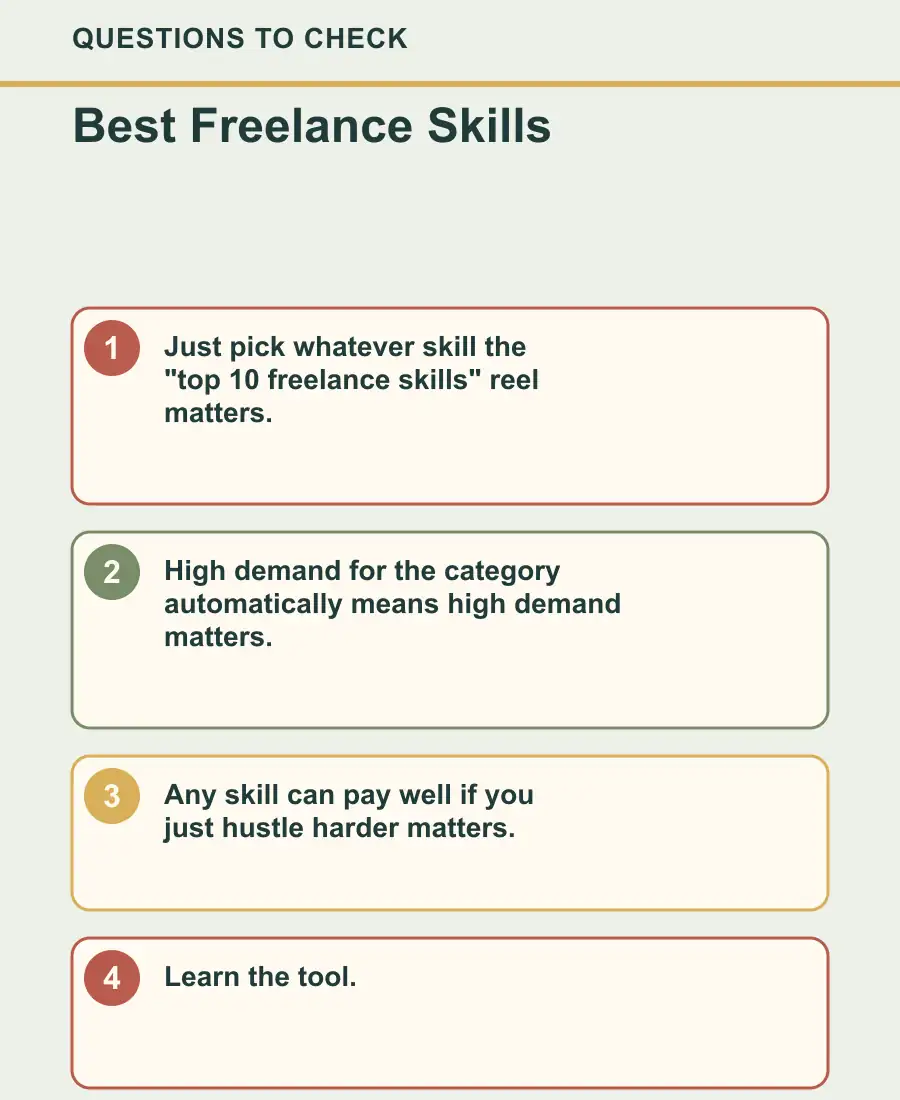 QUESTIONS TO CHECK
Best Freelance Skills
1
Just pick whatever skill the
"top 10 freelance skills" reel
matters.
2
High demand for the category
automatically means high demand
matters.
3
Any skill can pay well if you
just hustle harder matters.
4
Learn the tool.